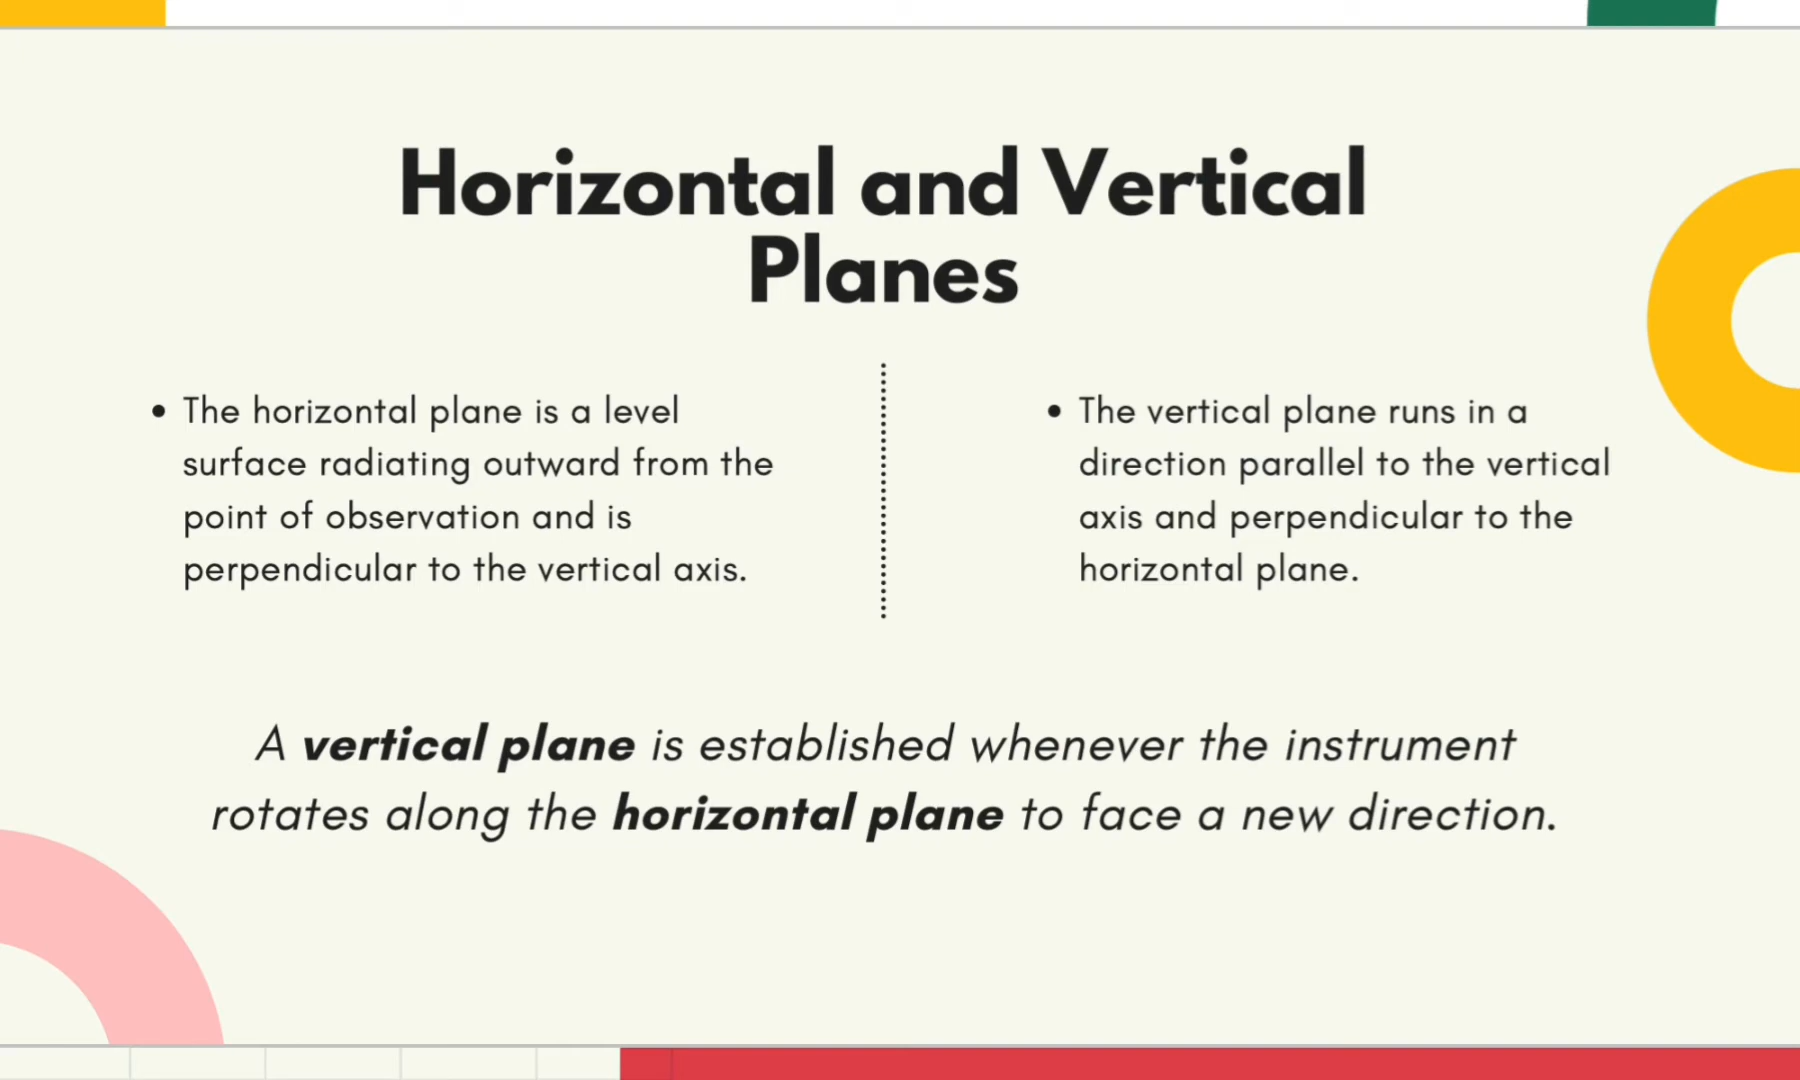 Horizontal and Vertical
Planes
• The horizontal plane is a level
surface radiating outward from the
point of observation and is
perpendicular to the vertical axis.
• The vertical plane runs in a
direction parallel to the vertical
axis and perpendicular to the
horizontal plane.
A vertical plane is established whenever the instrument
rotates along the horizontal plane to face a new direction.